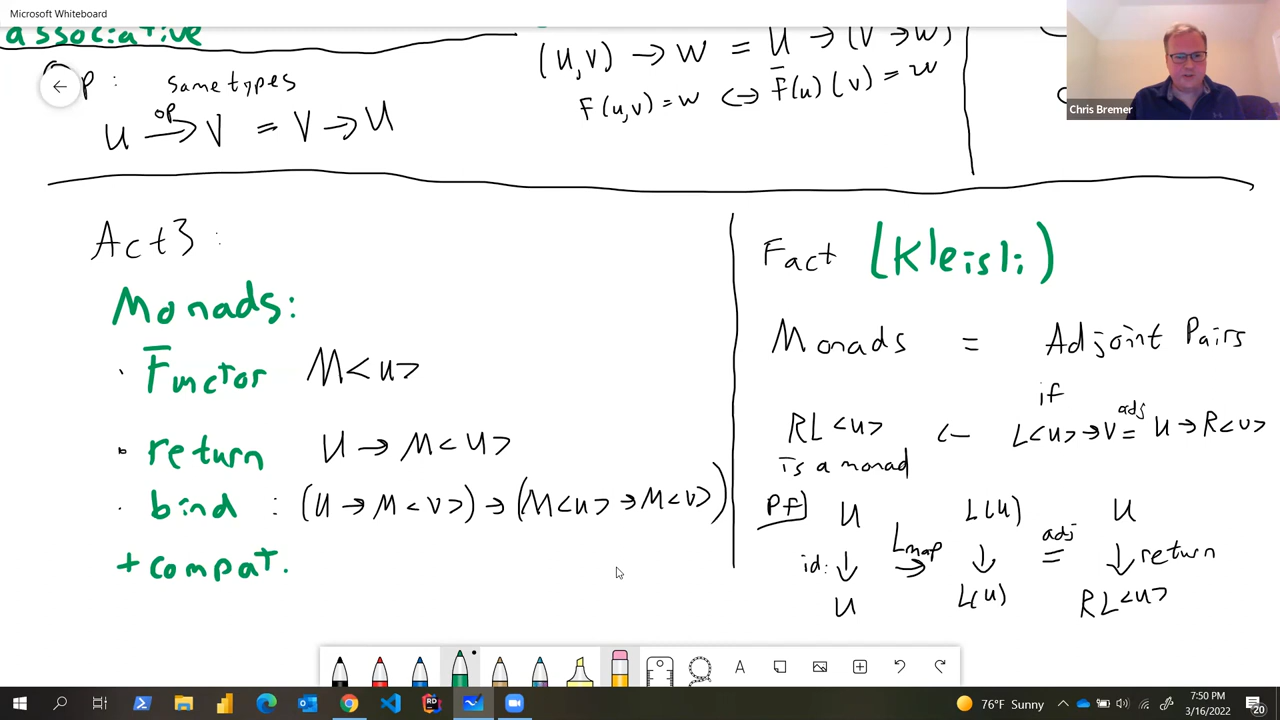 Microsoft Whiteboard
associative
Op : same types
U op→ V = V → U
(U,V) → W = U → (V → W)
F(u,v) = w ⟺ F̄(u)(v) = w
Chris Bremer
Act 3 :
Monads:
· Functor M<u>
· return U → M<U>
· bind : (U → M<V>) → (M<u> → M<v>)
+ compat.
Fact (Kleisli)
Monads = Adjoint Pairs
if
RL<u> ← L<u> → V adj= U → R<v>
is a monad
Pf) U L(u) U
id: ↓ Lmap → ↓ adj = ↓ return
U L(u) RL<u>
76°F Sunny
7:50 PM
3/16/2022
20